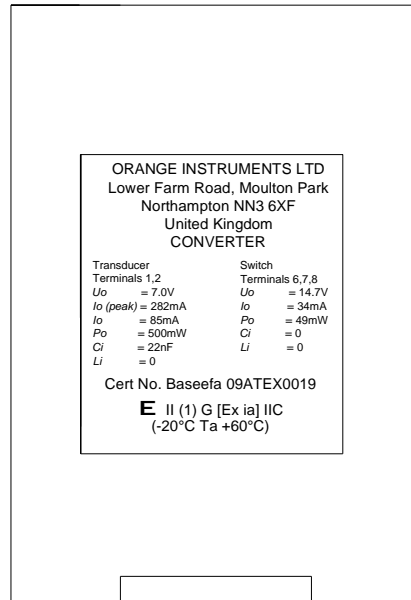 ORANGE INSTRUMENTS LTD
Lower Farm Road, Moulton Park
Northampton NN3 6XF
United Kingdom
CONVERTER
Transducer
Terminals 1,2
Uo = 7.0V
Io (peak) = 282mA
Io = 85mA
Po = 500mW
Ci = 22nF
Li = 0
Switch
Terminals 6,7,8
Uo = 14.7V
Io = 34mA
Po = 49mW
Ci = 0
Li = 0
Cert No. Baseefa 09ATEX0019
E II (1) G [Ex ia] IIC
(-20°C Ta +60°C)